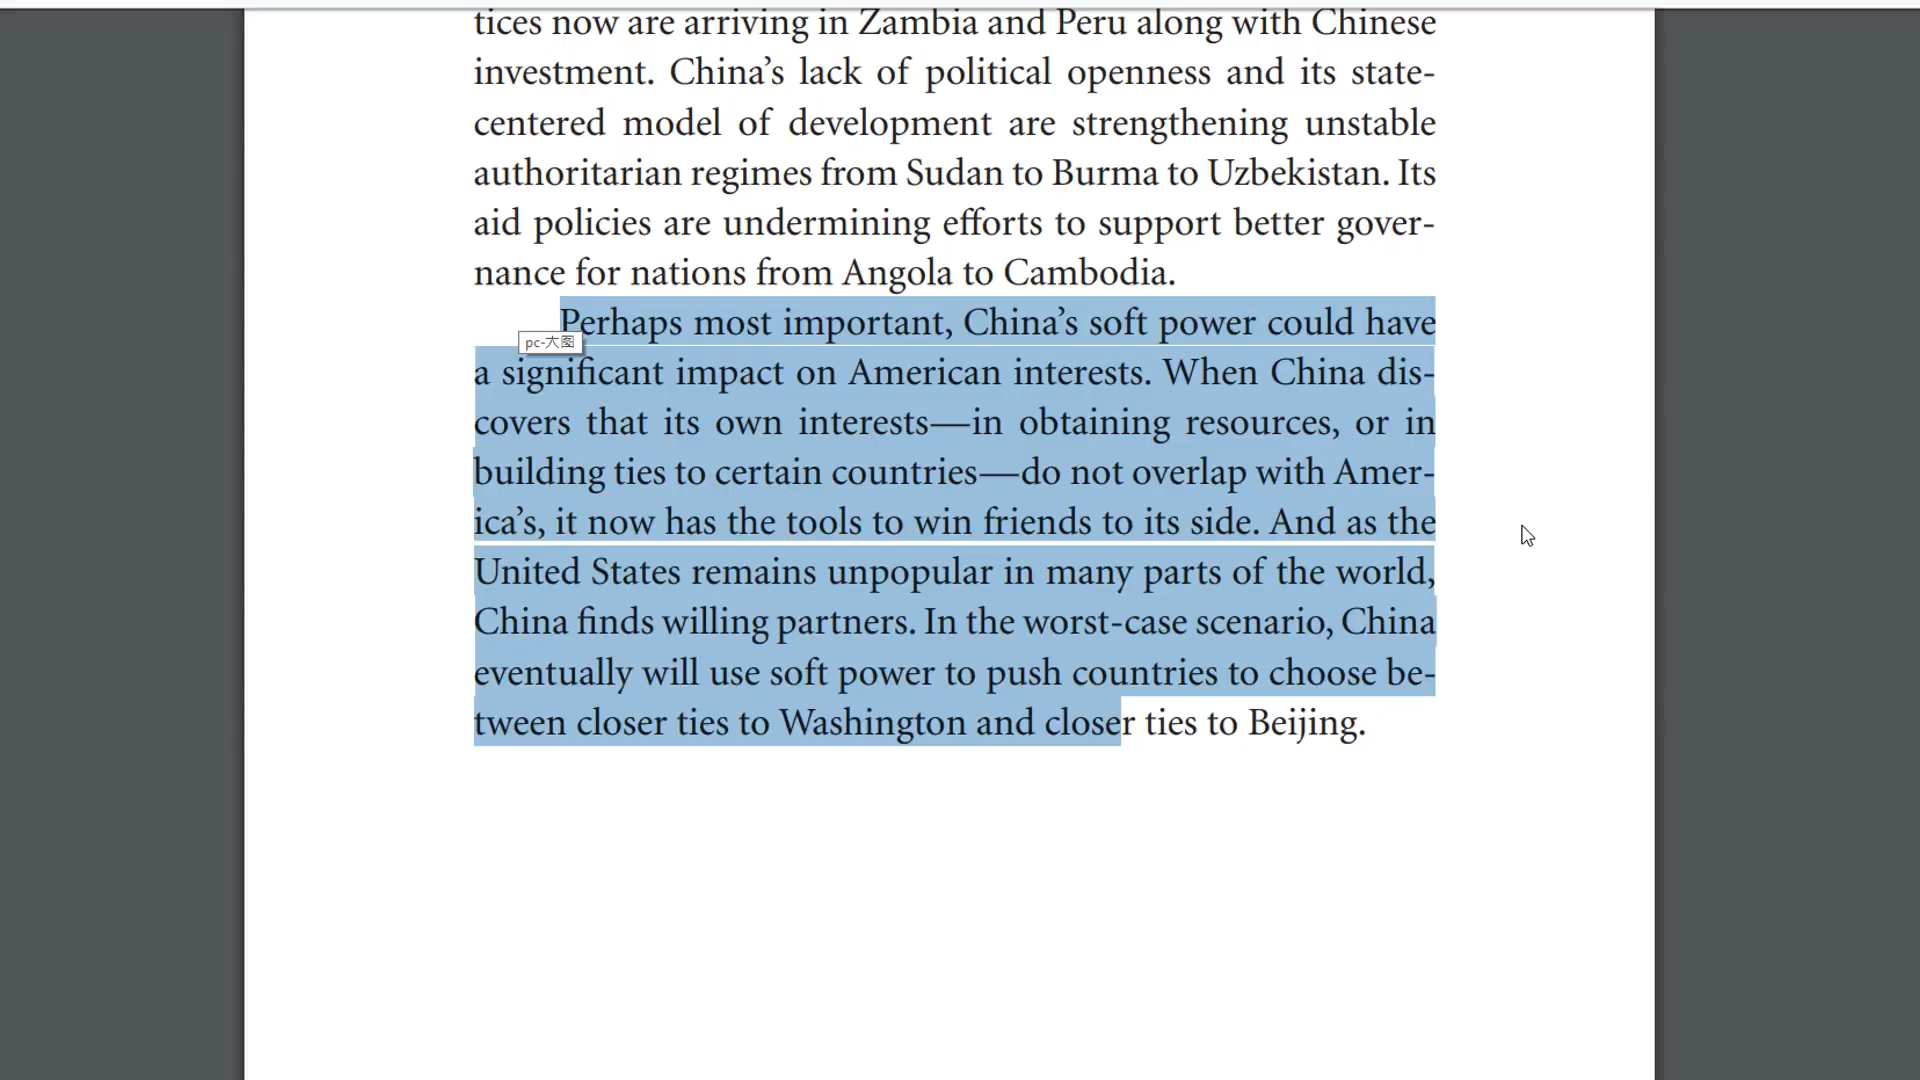 tices now are arriving in Zambia and Peru along with Chinese
investment. China’s lack of political openness and its state-
centered model of development are strengthening unstable
authoritarian regimes from Sudan to Burma to Uzbekistan. Its
aid policies are undermining efforts to support better gover-
nance for nations from Angola to Cambodia.
Perhaps most important, China’s soft power could have
pc-大图
a significant impact on American interests. When China dis-
covers that its own interests—in obtaining resources, or in
building ties to certain countries—do not overlap with Amer-
ica’s, it now has the tools to win friends to its side. And as the
United States remains unpopular in many parts of the world,
China finds willing partners. In the worst-case scenario, China
eventually will use soft power to push countries to choose be-
tween closer ties to Washington and closer ties to Beijing.